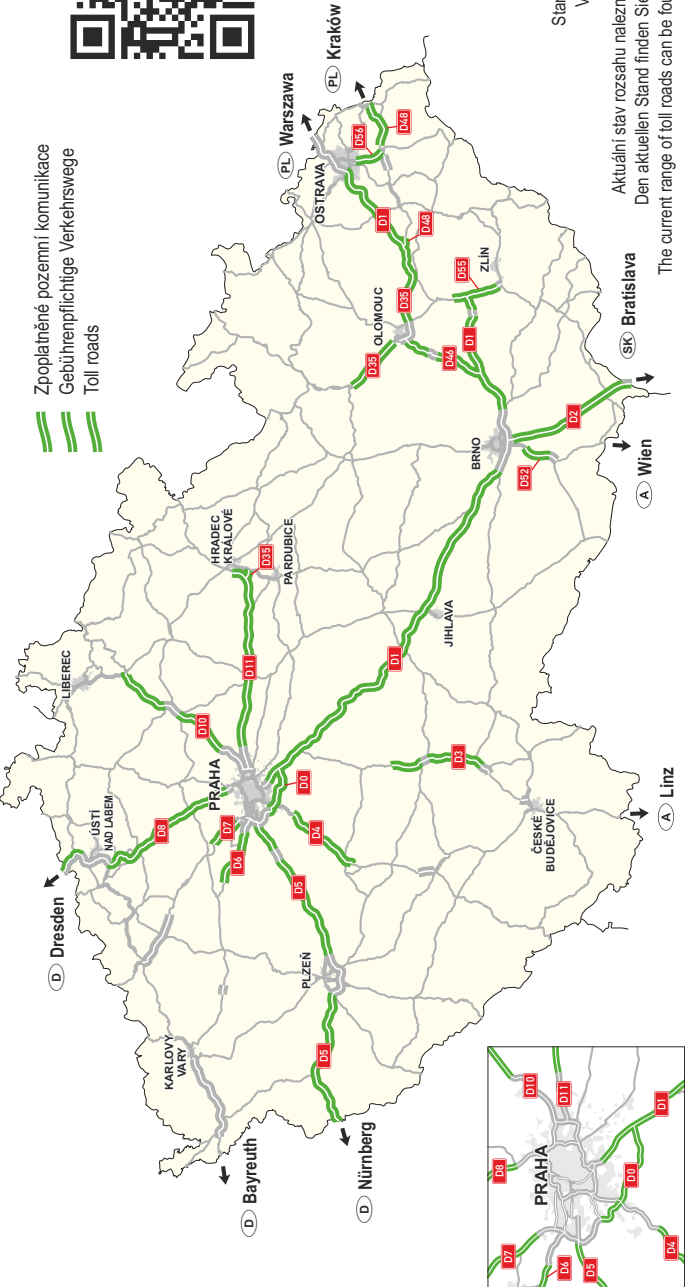 Zpoplatněné pozemní komunikace
Gebührenpflichtige Verkehrswege
Toll roads
D Dresden
LIBEREC
ÚSTÍ
NAD LABEM
D8
KARLOVY
VARY
D10
PRAHA
D7
D6
HRADEC
KRÁLOVÉ
D11
D35
PARDUBICE
D Bayreuth
PL Warszawa
PL Kraków
OSTRAVA
D56
D48
D1
D48
D0
D4
D5
PLZEŇ
D5
D Nürnberg
OLOMOUC
D35
D35
D46
D1
D55
ZLÍN
D1
JIHLAVA
BRNO
D3
D52
D2
ČESKÉ
BUDĚJOVICE
SK Bratislava
A Wien
A Linz
D8
D10
D7
D11
PRAHA
D6
D5
D0
D1
D4
Star
V
Aktuální stav rozsahu nalezn
Den aktuellen Stand finden Sie
The current range of toll roads can be fou